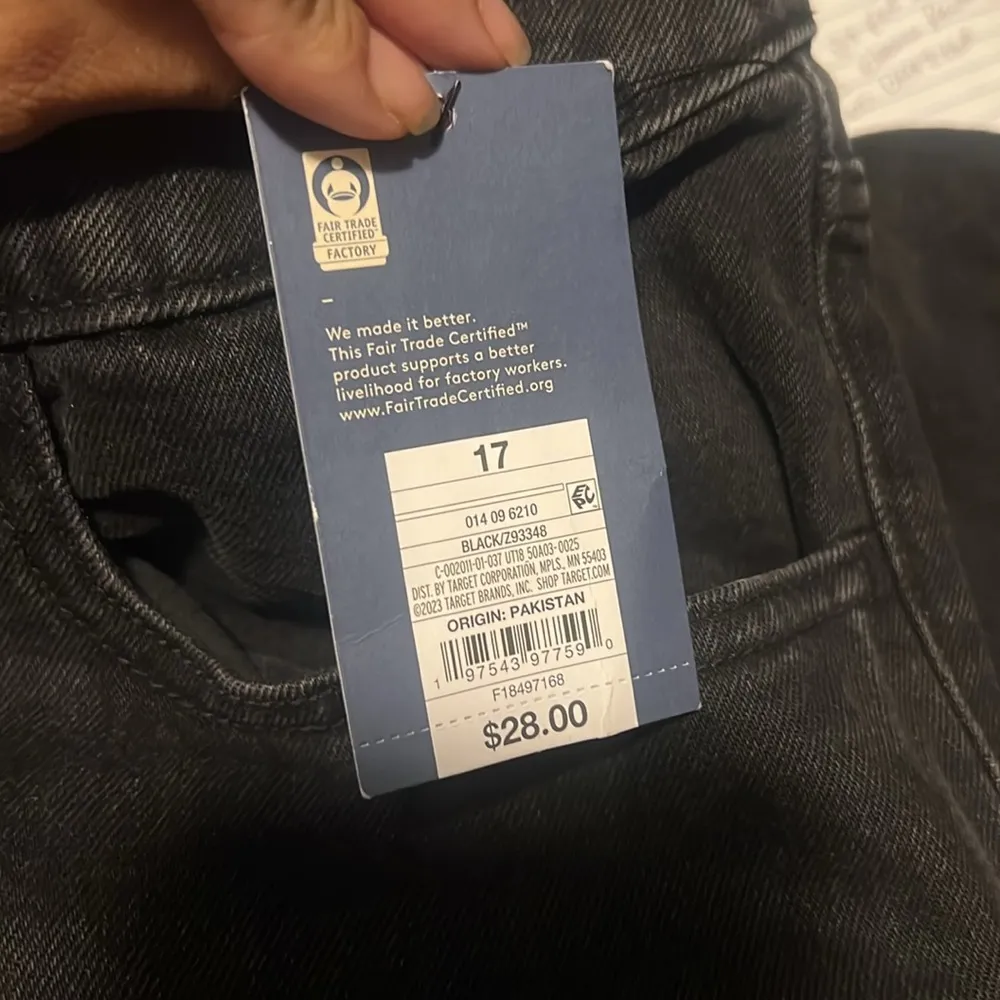 FAIR TRADE
CERTIFIED™
FACTORY
–
We made it better.
This Fair Trade Certified™
product supports a better
livelihood for factory workers.
www.FairTradeCertified.org
17
EPC
014 09 6210
BLACK/Z93348
C-002011-01-037 UT18 50A03-0025
DIST. BY TARGET CORPORATION, MPLS., MN 55403
©2023 TARGET BRANDS, INC. SHOP TARGET.COM
ORIGIN: PAKISTAN
1 97543 97759 0
F18497168
$28.00